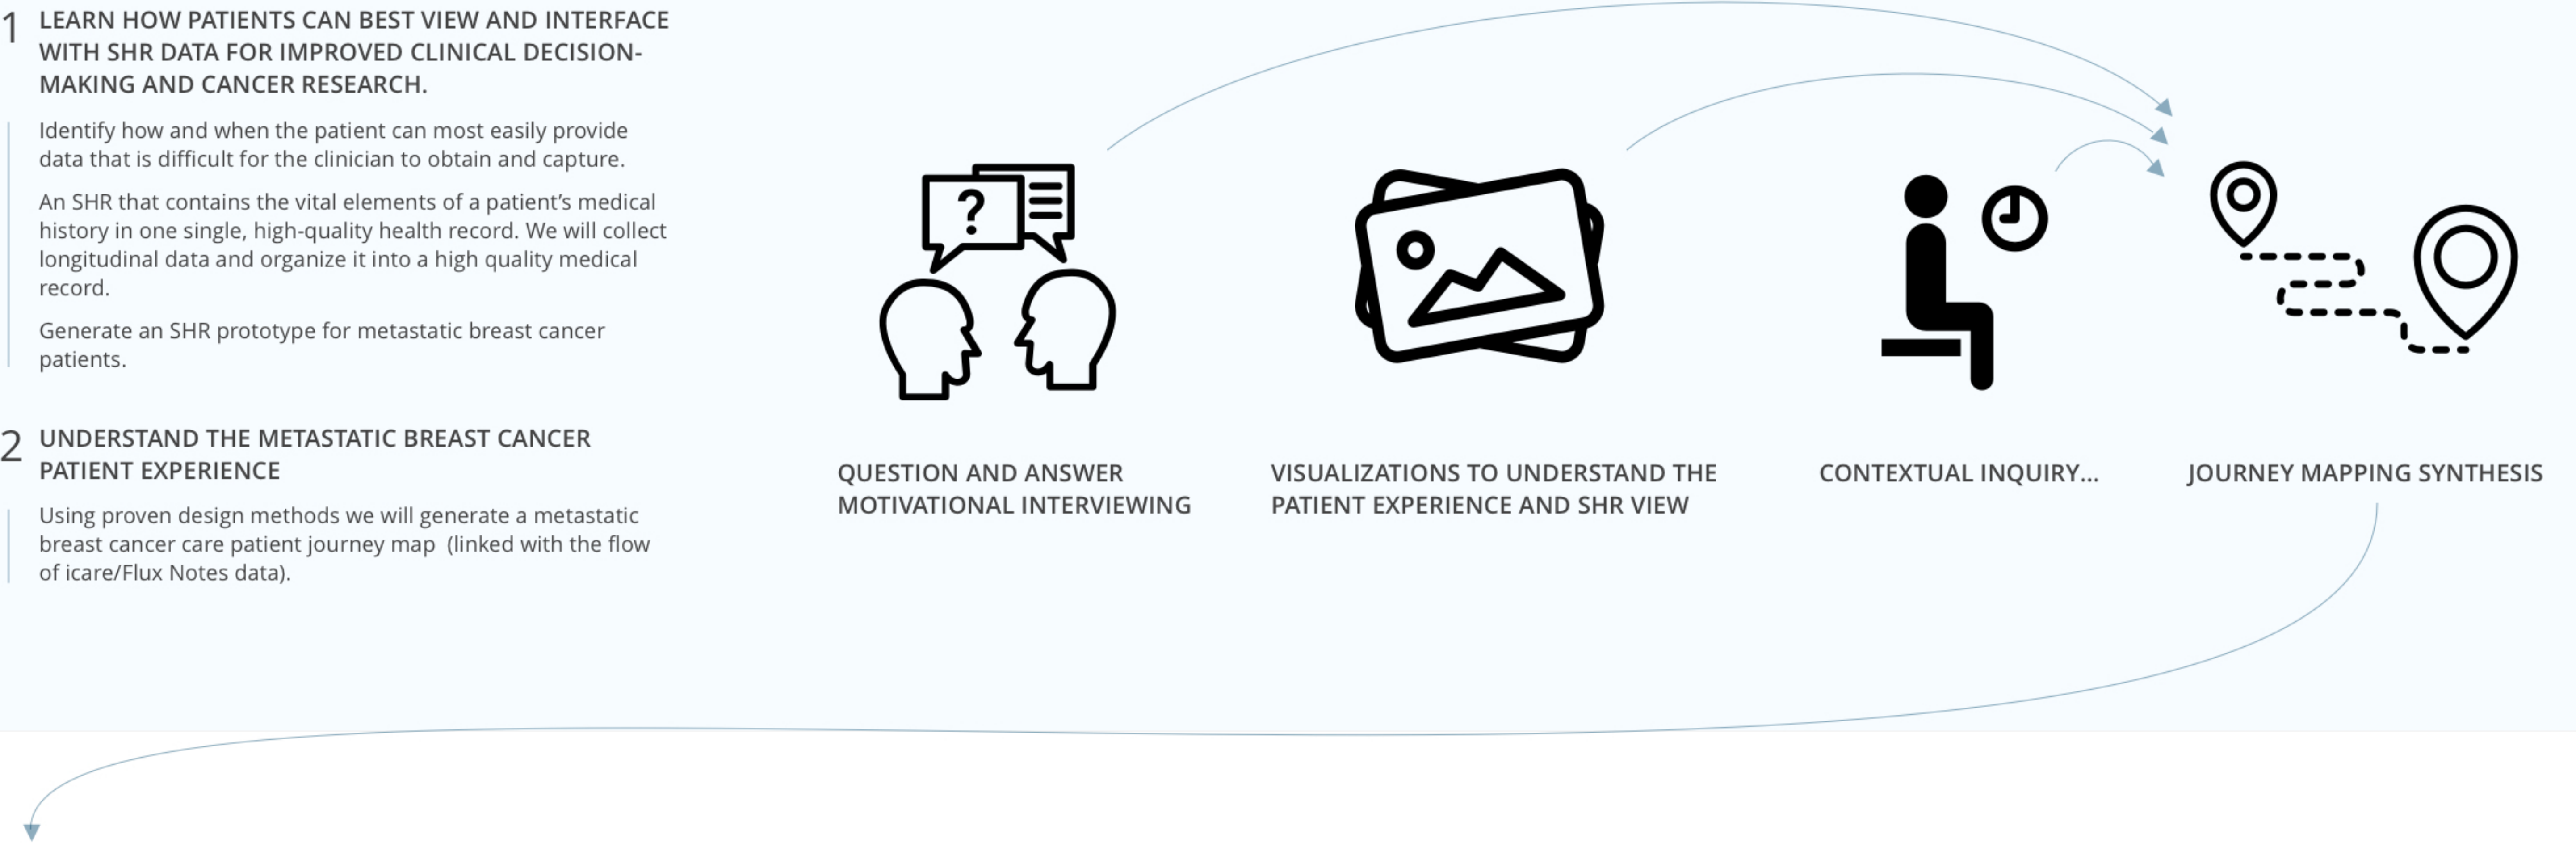 1
LEARN HOW PATIENTS CAN BEST VIEW AND INTERFACE
WITH SHR DATA FOR IMPROVED CLINICAL DECISION-
MAKING AND CANCER RESEARCH.
Identify how and when the patient can most easily provide
data that is difficult for the clinician to obtain and capture.
An SHR that contains the vital elements of a patient’s medical
history in one single, high-quality health record. We will collect
longitudinal data and organize it into a high quality medical
record.
Generate an SHR prototype for metastatic breast cancer
patients.
2
UNDERSTAND THE METASTATIC BREAST CANCER
PATIENT EXPERIENCE
Using proven design methods we will generate a metastatic
breast cancer care patient journey map  (linked with the flow
of icare/Flux Notes data).
?
QUESTION AND ANSWER
MOTIVATIONAL INTERVIEWING
VISUALIZATIONS TO UNDERSTAND THE
PATIENT EXPERIENCE AND SHR VIEW
CONTEXTUAL INQUIRY...
JOURNEY MAPPING SYNTHESIS